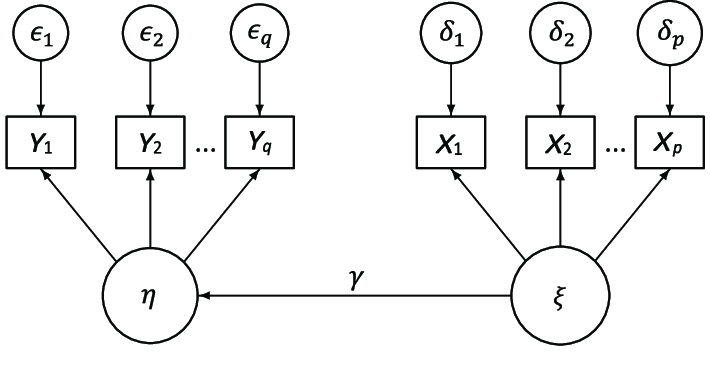 ϵ1 ϵ2 ϵq δ1 δ2 δp
Y1 Y2 ... Yq X1 X2 ... Xp
γ
η ξ